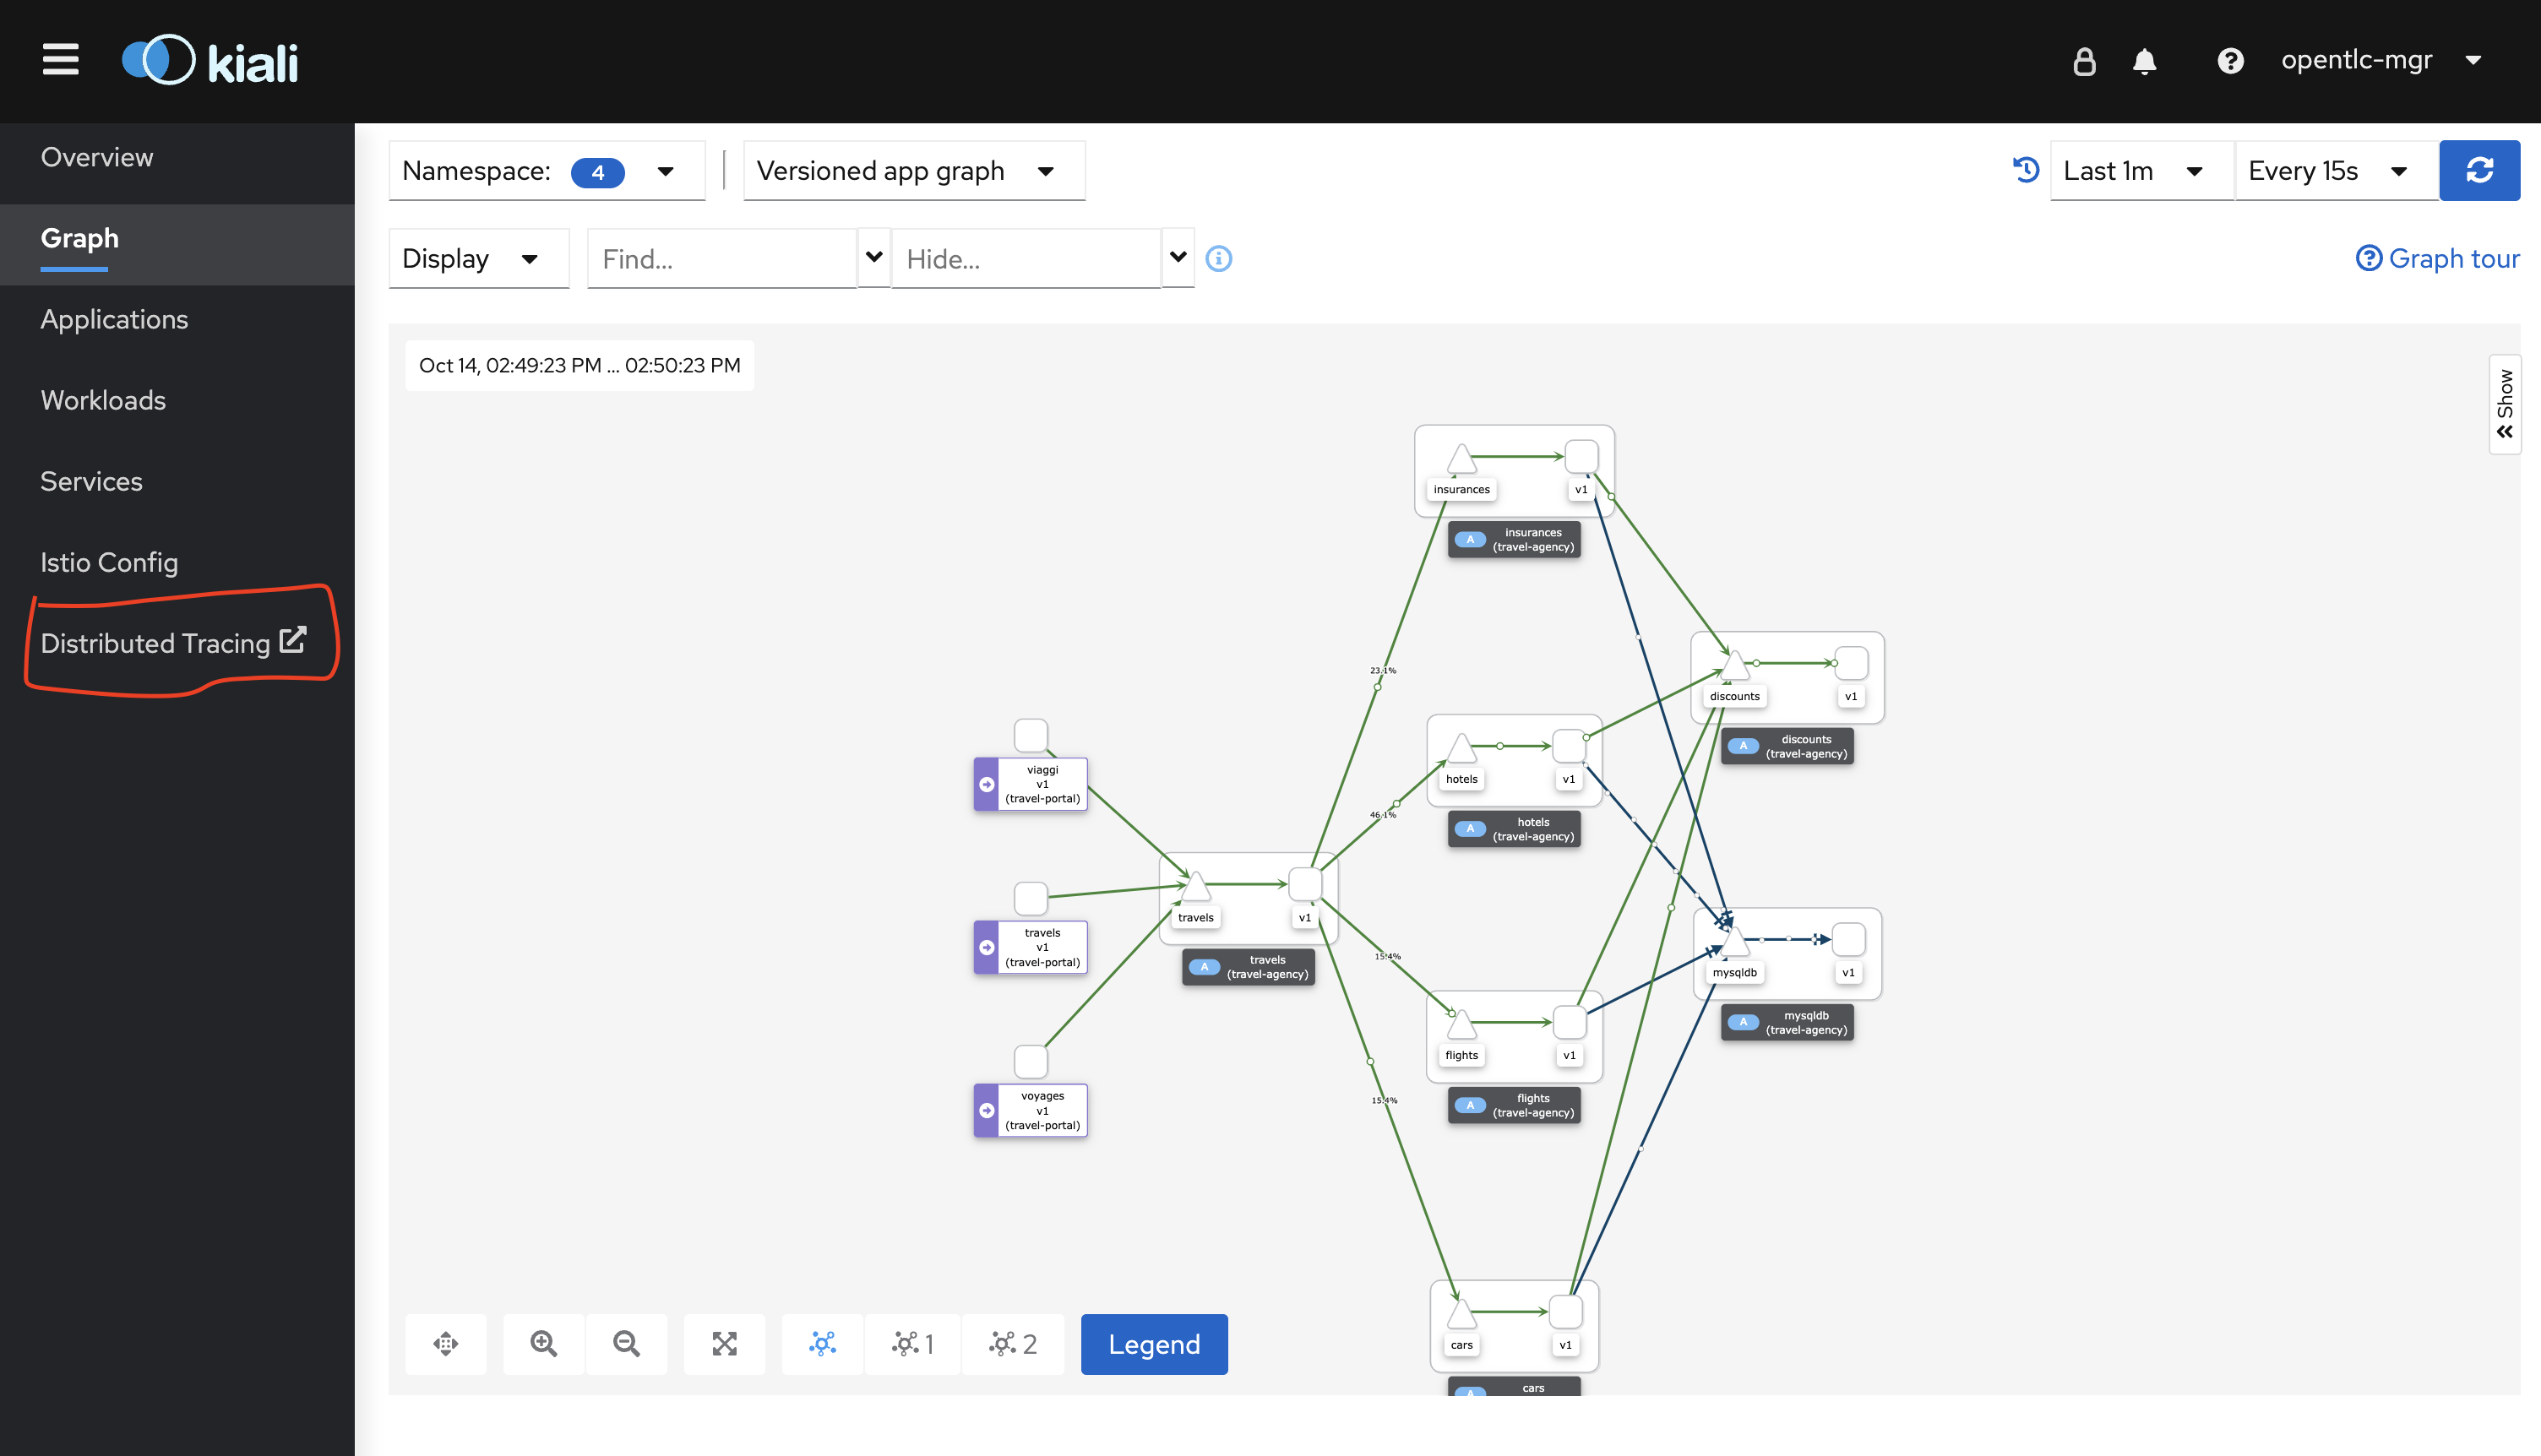 kiali
opentlc-mgr
Overview
Graph
Applications
Workloads
Services
Istio Config
Distributed Tracing
Namespace: 4
Versioned app graph
Last 1m
Every 15s
Display
Find...
Hide...
Graph tour
Oct 14, 02:49:23 PM ... 02:50:23 PM
Show
insurances
v1
A
insurances
(travel-agency)
23.1%
discounts
v1
A
discounts
(travel-agency)
viaggi
v1
(travel-portal)
hotels
v1
A
hotels
(travel-agency)
46.1%
travels
v1
(travel-portal)
travels
v1
A
travels
(travel-agency)
15.4%
mysqldb
v1
A
mysqldb
(travel-agency)
flights
v1
A
flights
(travel-agency)
voyages
v1
(travel-portal)
15.4%
cars
v1
A
cars
1
2
Legend